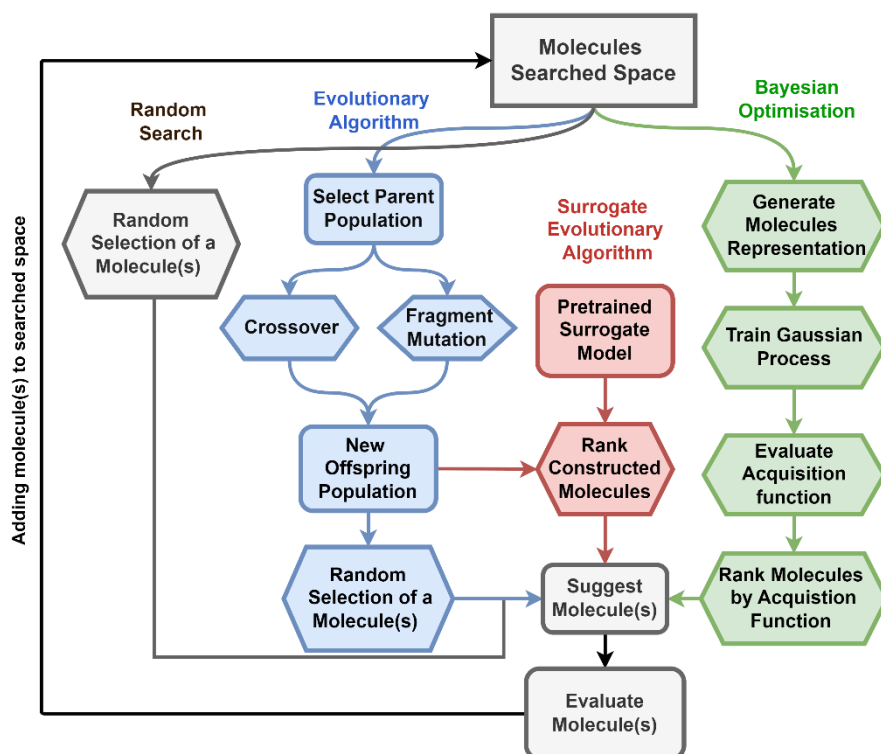 Molecules
Searched Space
Random
Search
Evolutionary
Algorithm
Bayesian
Optimisation
Random
Selection of a
Molecule(s)
Select Parent
Population
Surrogate
Evolutionary
Algorithm
Generate
Molecules
Representation
Crossover
Fragment
Mutation
Pretrained
Surrogate
Model
Train Gaussian
Process
New
Offspring
Population
Rank
Constructed
Molecules
Evaluate
Acquisition
function
Random
Selection of a
Molecule(s)
Suggest
Molecule(s)
Rank Molecules
by Acquistion
Function
Evaluate
Molecule(s)
Adding molecule(s) to searched space